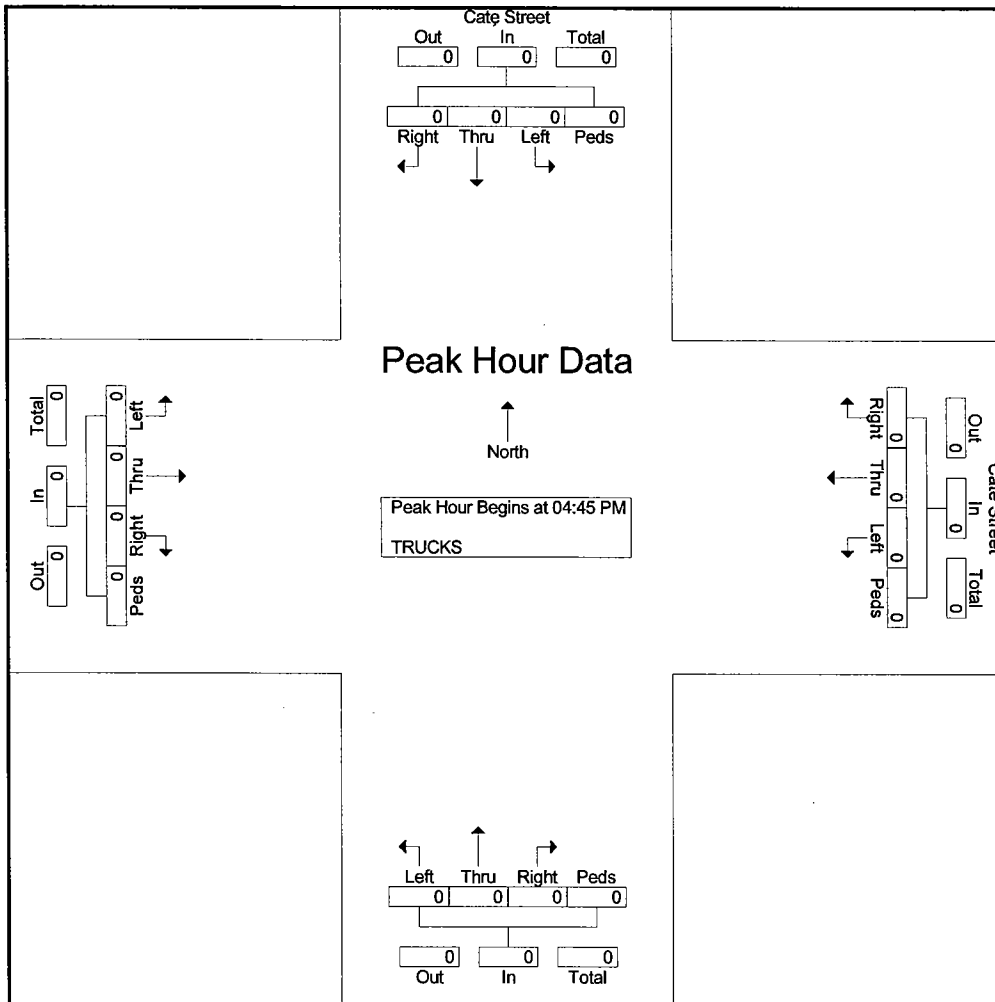 Cate Street
Out In Total
0 0 0
0 0 0 0
Right Thru Left Peds
Peak Hour Data
North
Peak Hour Begins at 04:45 PM
TRUCKS
Total In Out
0 0 0
0 0 0 0
Left Thru Right Peds
Right Thru Left Peds
0 0 0 0
Out In Total
0 0 0
Cate Street
Left Thru Right Peds
0 0 0 0
0 0 0
Out In Total